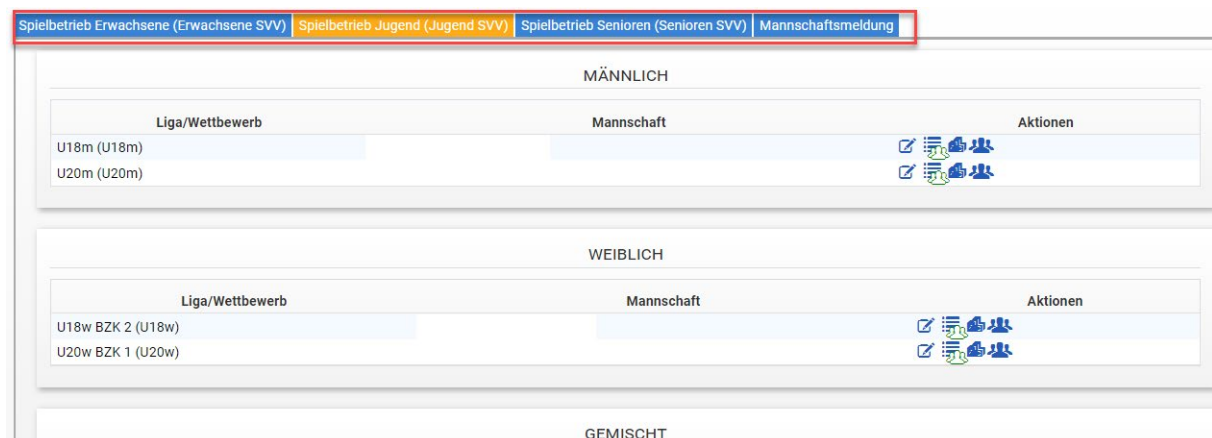 Spielbetrieb Erwachsene (Erwachsene SVV) Spielbetrieb Jugend (Jugend SVV) Spielbetrieb Senioren (Senioren SVV) Mannschaftsmeldung
MÄNNLICH
Liga/Wettbewerb Mannschaft Aktionen
U18m (U18m)
U20m (U20m)
WEIBLICH
Liga/Wettbewerb Mannschaft Aktionen
U18w BZK 2 (U18w)
U20w BZK 1 (U20w)
GEMISCHT